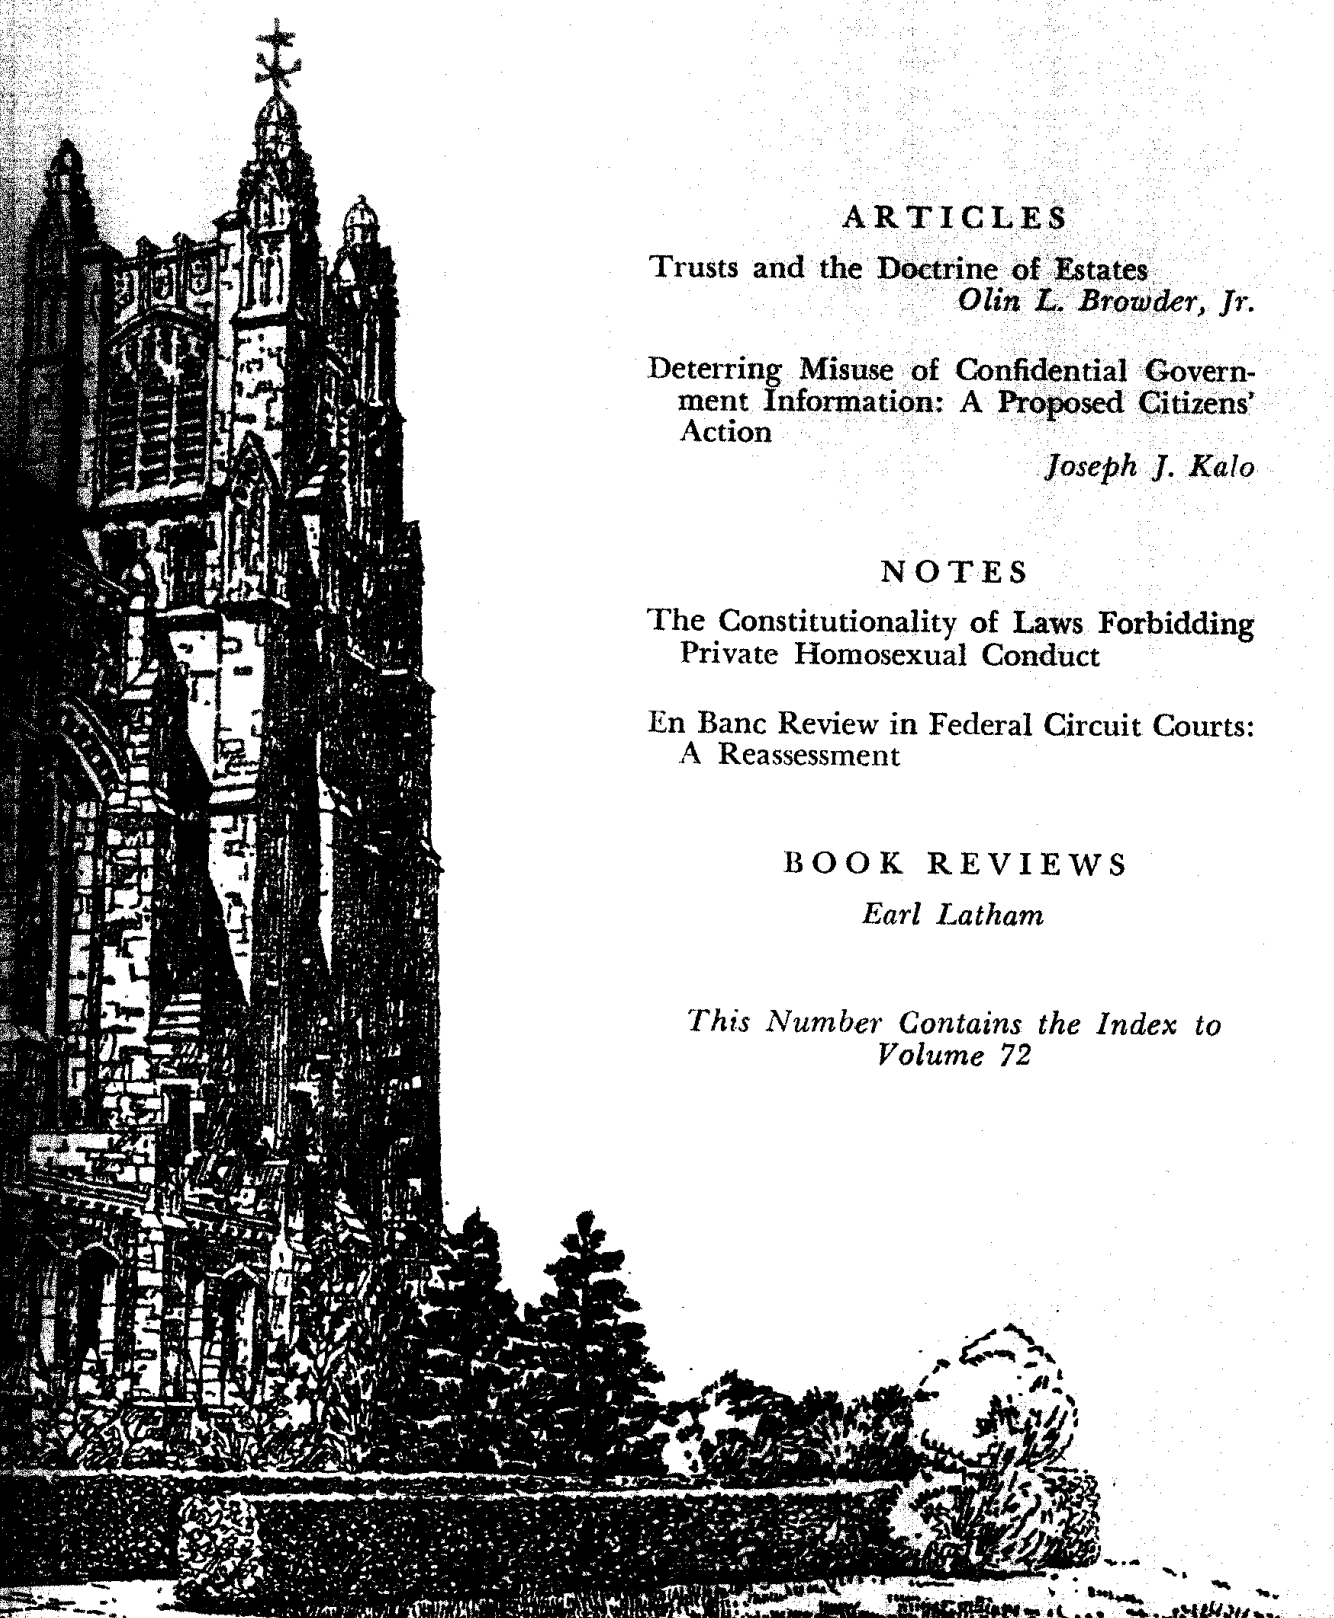 ARTICLES
Trusts and the Doctrine of Estates
Olin L. Browder, Jr.
Deterring Misuse of Confidential Govern-
ment Information: A Proposed Citizens'
Action
Joseph J. Kalo
NOTES
The Constitutionality of Laws Forbidding
Private Homosexual Conduct
En Banc Review in Federal Circuit Courts:
A Reassessment
BOOK REVIEWS
Earl Latham
This Number Contains the Index to
Volume 72